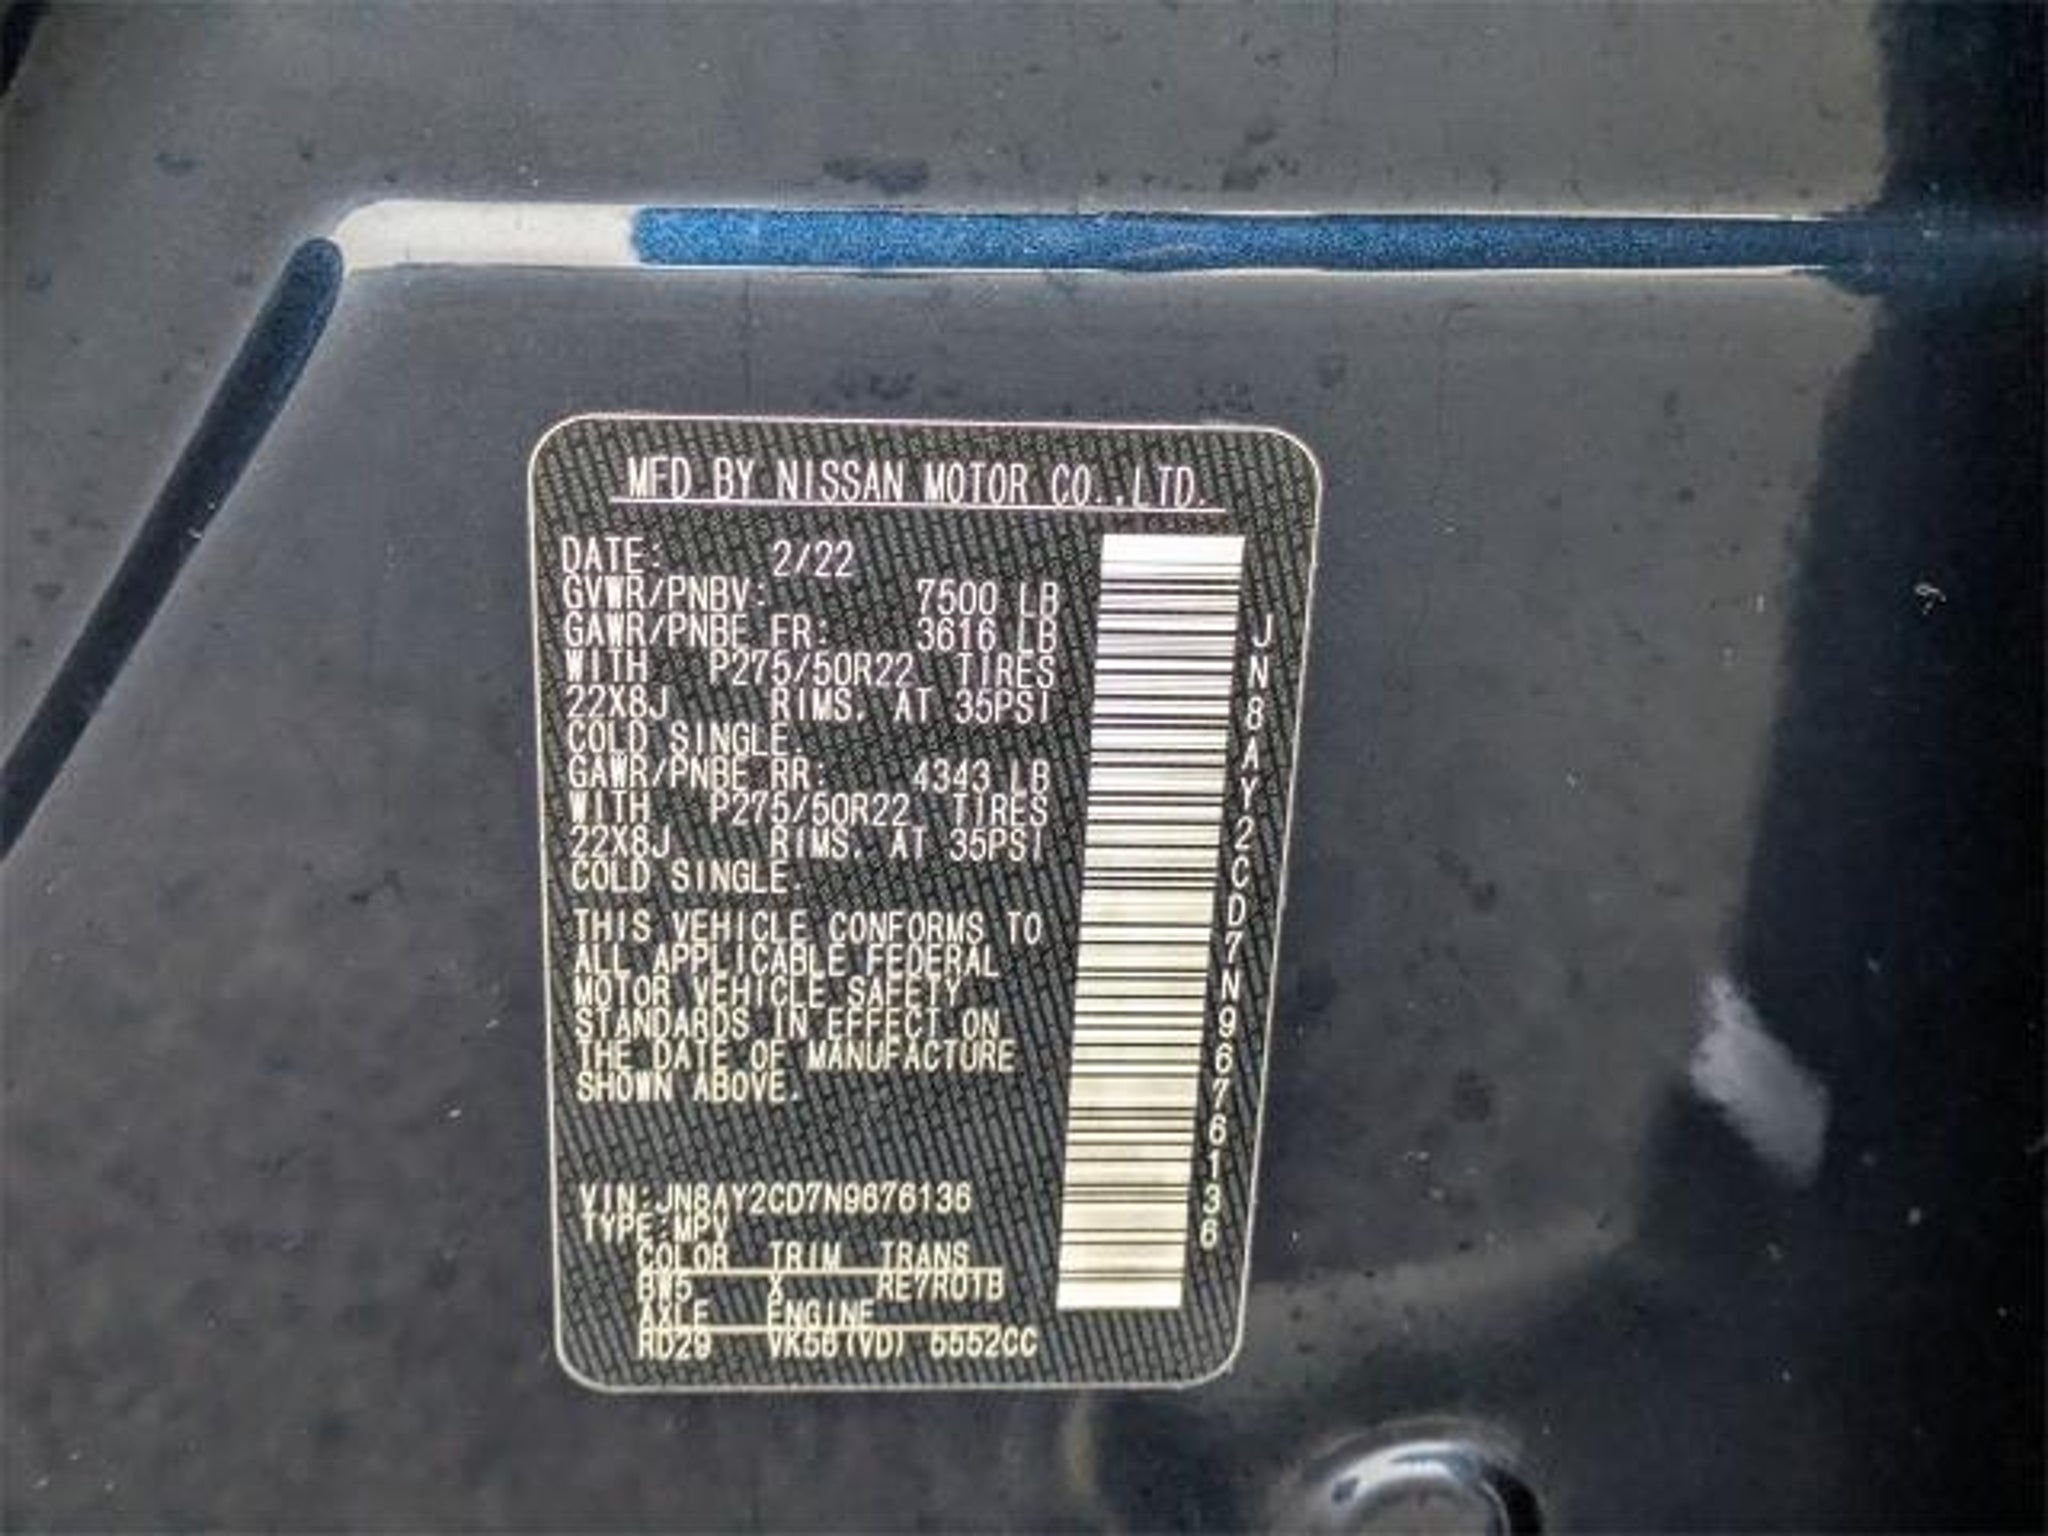 MFD BY NISSAN MOTOR CO.,LTD.
DATE: 2/22
GVWR/PNBV: 7500 LB
GAWR/PNBE FR: 3616 LB
WITH P275/50R22 TIRES
22X8J RIMS. AT 35PSI
COLD SINGLE.
GAWR/PNBE RR: 4343 LB
WITH P275/50R22 TIRES
22X8J RIMS. AT 35PSI
COLD SINGLE.
THIS VEHICLE CONFORMS TO
ALL APPLICABLE FEDERAL
MOTOR VEHICLE SAFETY
STANDARDS IN EFFECT ON
THE DATE OF MANUFACTURE
SHOWN ABOVE.
VIN:JN8AY2CD7N9676136
TYPE:MPV
COLOR TRIM TRANS
BW5 X RE7R01B
AXLE ENGINE
RD29 VK56(VD) 5552CC
JN8AY2CD7N9676136